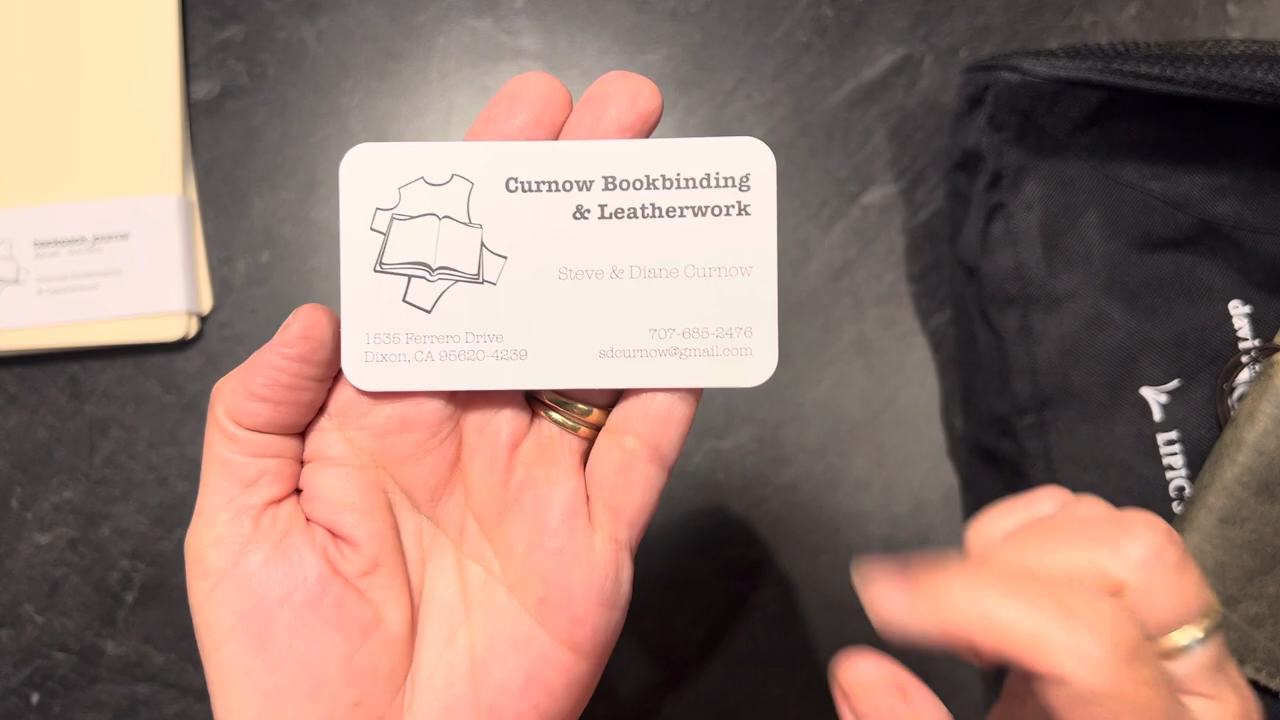 Curnow Bookbinding
& Leatherwork
Steve & Diane Curnow
1535 Ferrero Drive
Dixon, CA 95620-4239
707-685-2476
sdcurnow@gmail.com